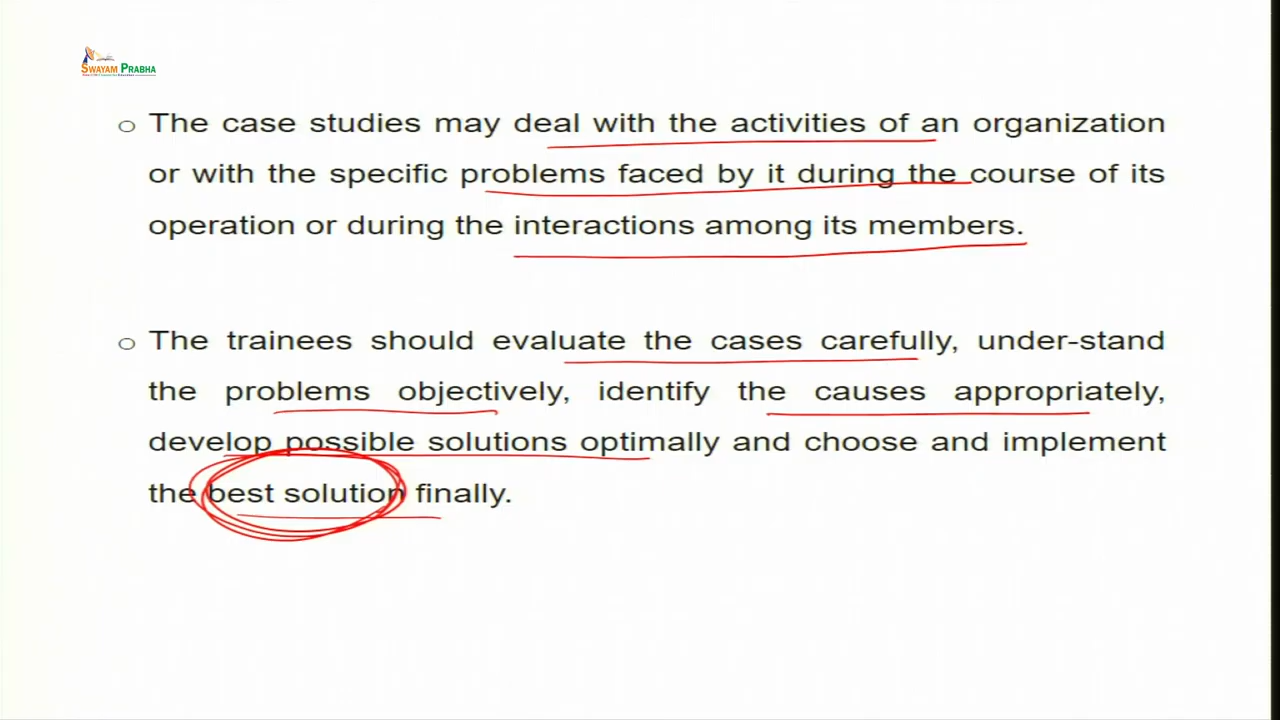 SWAYAM PRABHA
o The case studies may deal with the activities of an organization
or with the specific problems faced by it during the course of its
operation or during the interactions among its members.
o The trainees should evaluate the cases carefully, under-stand
the problems objectively, identify the causes appropriately,
develop possible solutions optimally and choose and implement
the best solution finally.